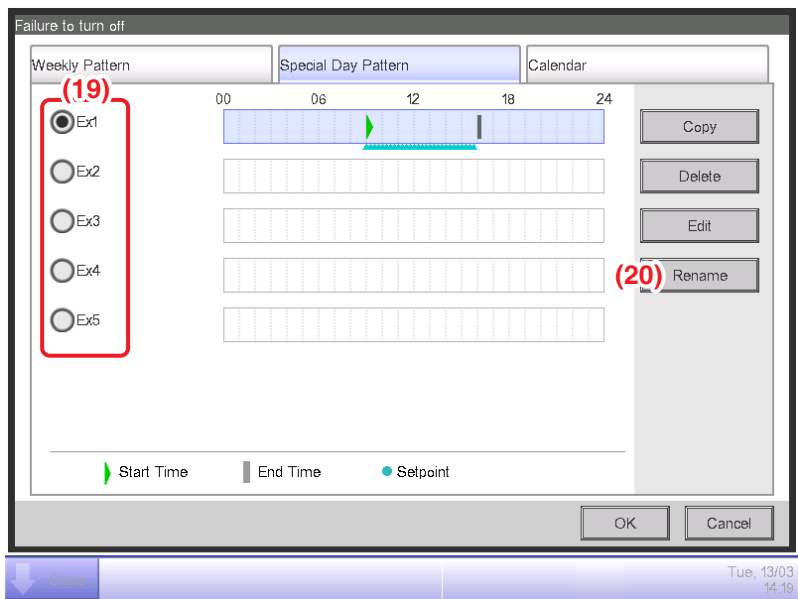 Failure to turn off
Weekly Pattern Special Day Pattern Calendar
(19)
00 06 12 18 24
Ex1 Copy
Ex2 Delete
Ex3 Edit
Ex4 (20) Rename
Ex5
Start Time End Time Setpoint
OK Cancel
Close Tue, 13/03
14:19